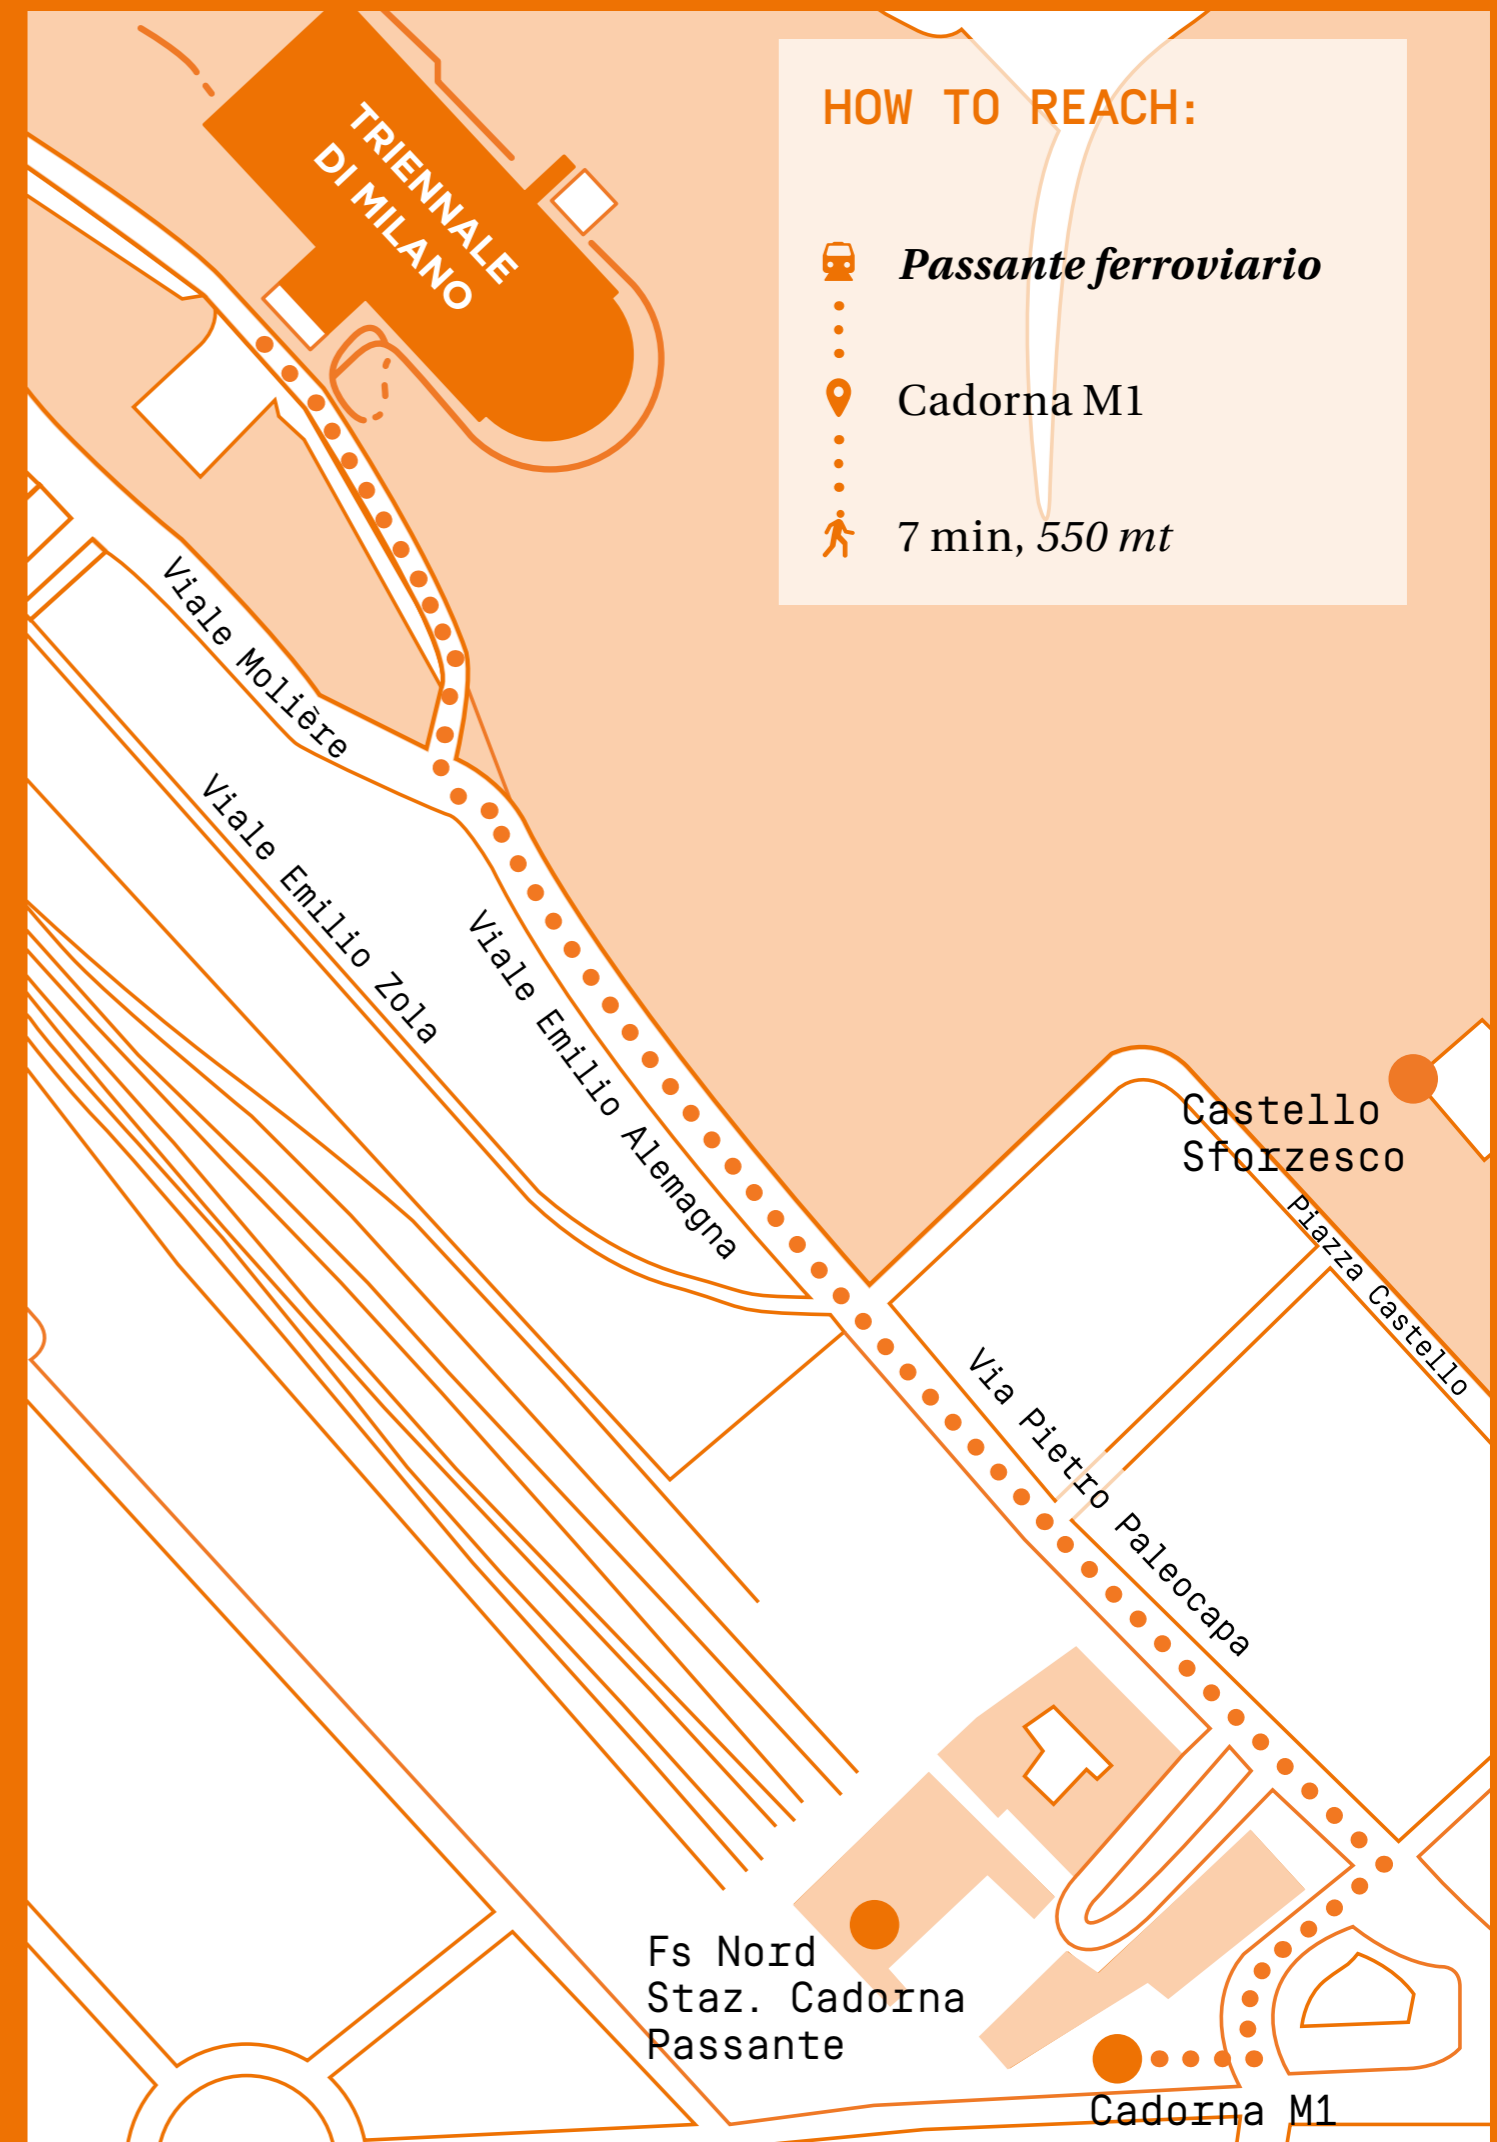 TRIENNALE
DI MILANO
HOW TO REACH:
Passante ferroviario
Cadorna M1
7 min, 550 mt
Viale Molière
Viale Emilio Zola
Viale Emilio Alemagna
Castello
Sforzesco
Piazza Castello
Via Pietro Paleocapa
Fs Nord
Staz. Cadorna
Passante
Cadorna M1